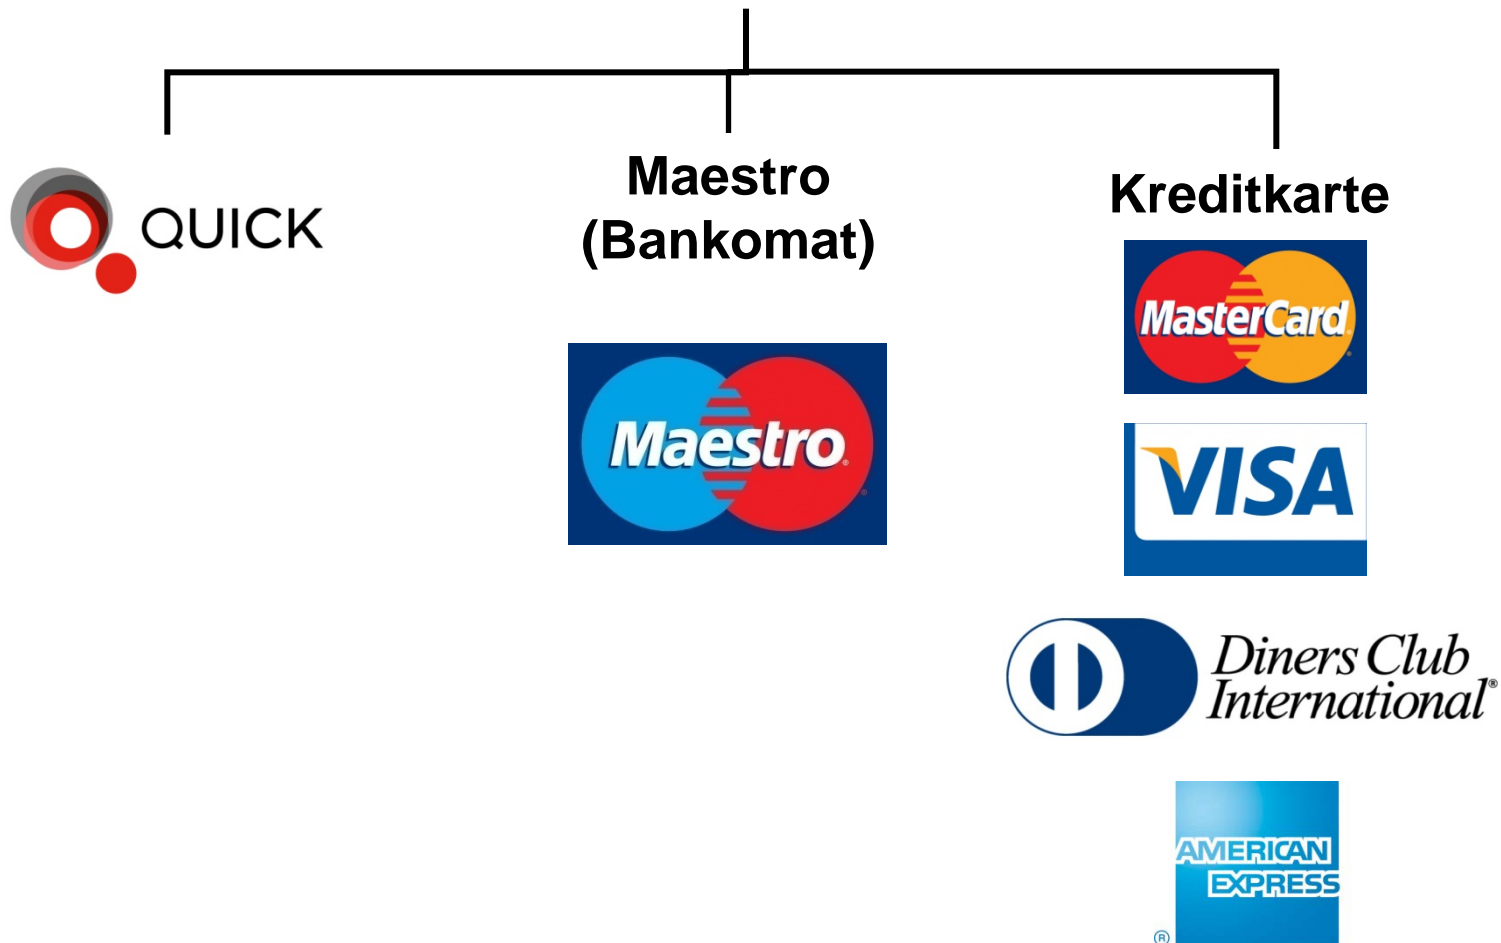 QUICK
Maestro
(Bankomat)
Maestro®
Kreditkarte
MasterCard®
VISA
Diners Club
International®
AMERICAN
EXPRESS
®